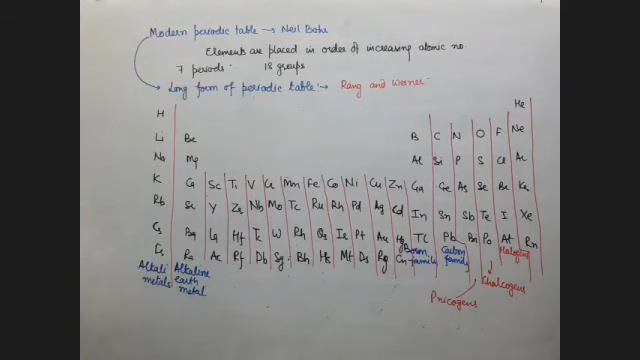 Modern periodic table → Neil Bohr
Elements are placed in order of increasing atomic no.
7 periods. 18 groups
Long form of periodic table:→ Rang and Werner
He
H
Li Be B C N O F Ne
Na Mg Al Si P S Cl Ar
K Ca Sc Ti V Cr Mn Fe Co Ni Cu Zn Ga Ge As Se Br Kr
Rb Sr Y Zr Nb Mo Tc Ru Rh Pd Ag Cd In Sn Sb Te I Xe
Cs Ba La Hf Ta W Rh Os Ir Pt Au Hg TL Pb Bi Po At Rn
Ra Ac Rf Db Sg Bh Hs Mt Ds Rg Cn
Alkali metals
Alkaline earth metal
Boron family
Carbon family
Halogens
Pnicogens
Khalcogens